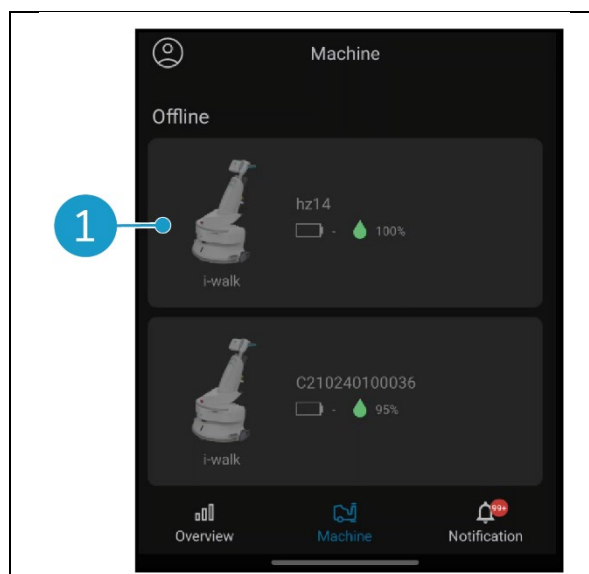 Machine
Offline
1
hz14
- 100%
i-walk
C210240100036
- 95%
i-walk
99+
Overview
Machine
Notification